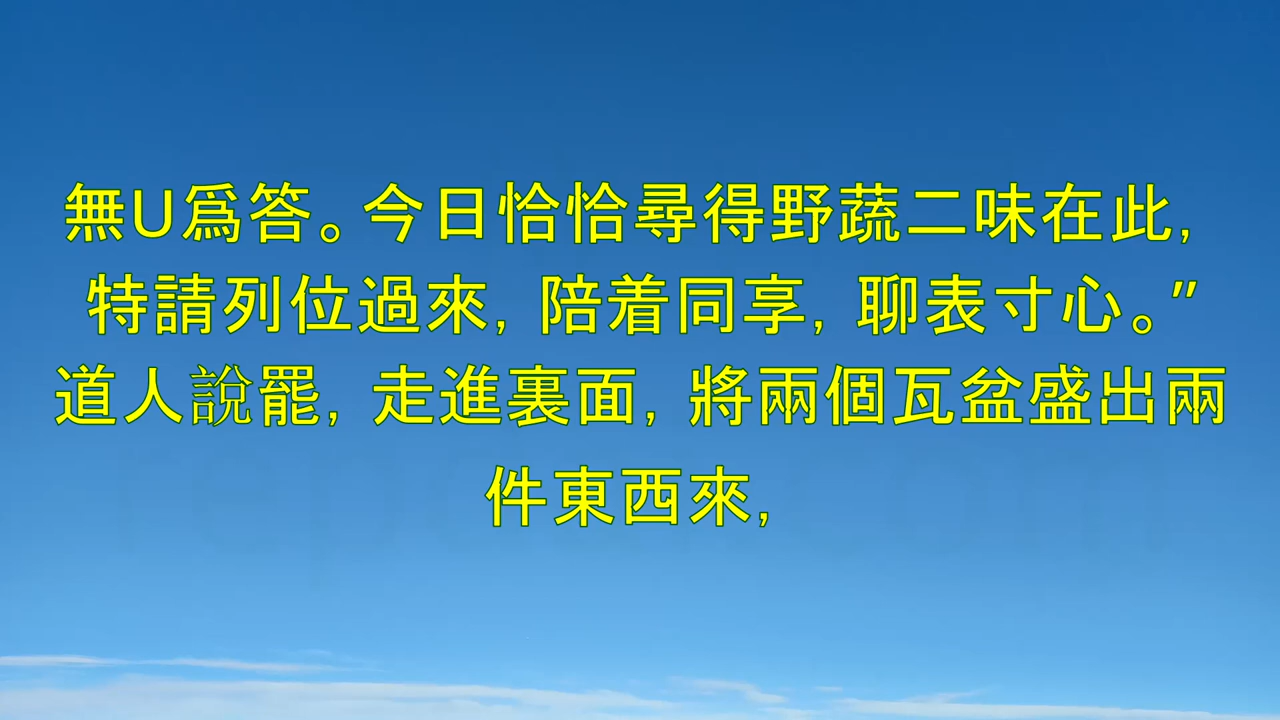 無U爲答。今日恰恰尋得野蔬二味在此,
特請列位過來, 陪着同享, 聊表寸心。”
道人說罷, 走進裏面, 將兩個瓦盆盛出兩
件東西來,